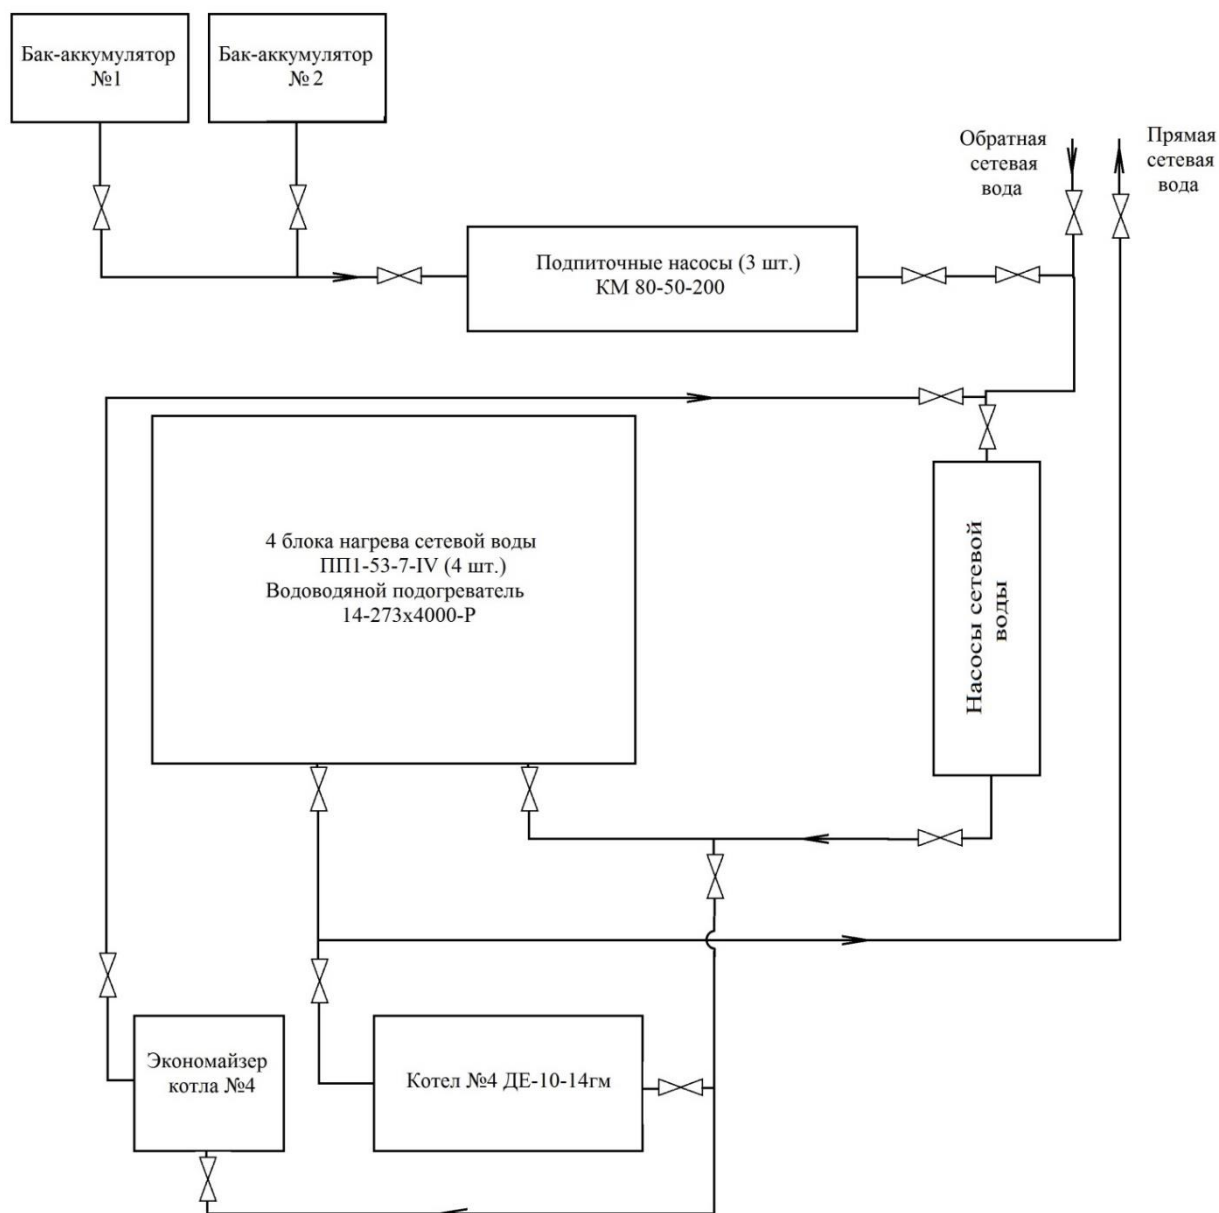 Бак-аккумулятор
№1
Бак-аккумулятор
№ 2
Обратная
сетевая
вода
Прямая
сетевая
вода
Подпиточные насосы (3 шт.)
КМ 80-50-200
4 блока нагрева сетевой воды
ПП1-53-7-IV (4 шт.)
Водоводяной подогреватель
14-273х4000-Р
Насосы сетевой
воды
Экономайзер
котла №4
Котел №4 ДЕ-10-14гм